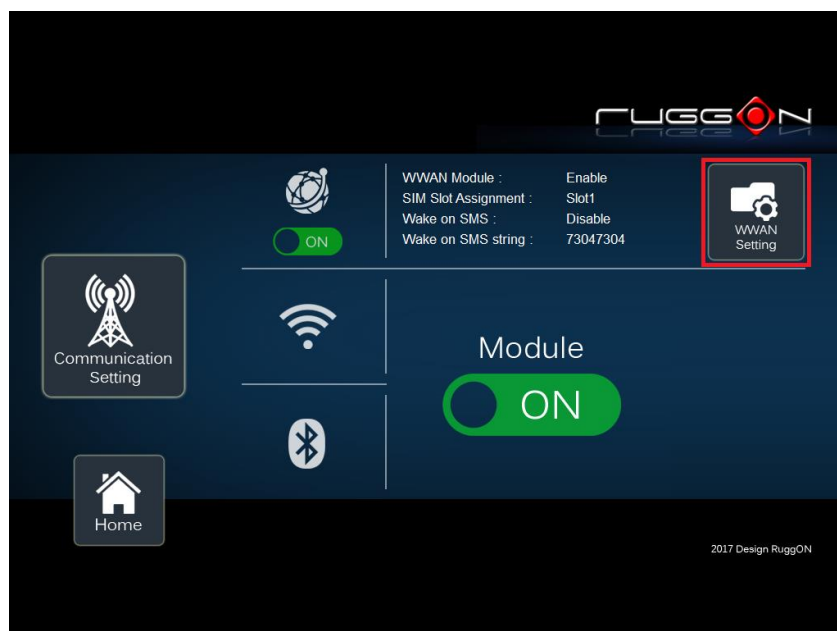 RUGGON
WWAN Module : Enable
SIM Slot Assignment : Slot1
Wake on SMS : Disable
Wake on SMS string : 73047304
WWAN
Setting
ON
Communication
Setting
Module
ON
Home
2017 Design RuggON